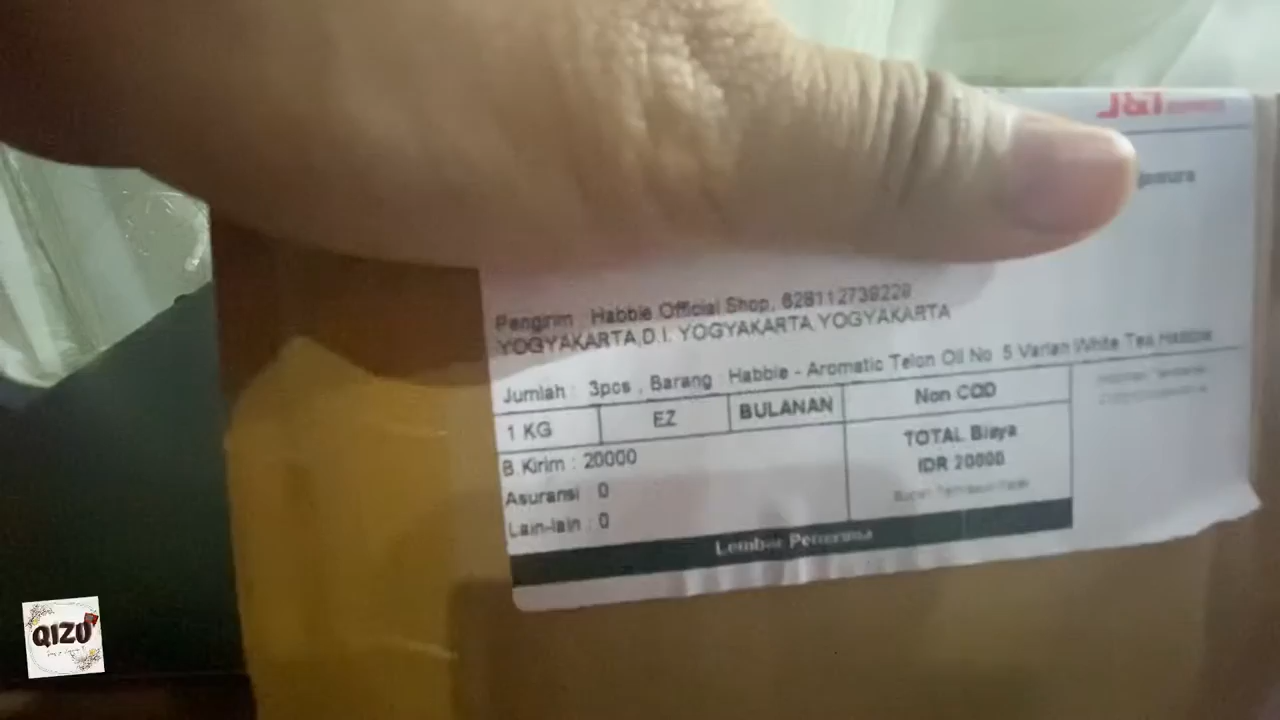 J&T
Pengirim : Habbie Official Shop, 628112739229
YOGYAKARTA,D.I. YOGYAKARTA,YOGYAKARTA
Jumlah : 3pcs , Barang : Habbie - Aromatic Telon Oil No 5 Varian White Tea Habbie
1 KG EZ BULANAN Non COD
B.Kirim : 20000
TOTAL Biaya
IDR 20000
Asuransi : 0
Lain-lain : 0
Lembar Penerima
QIZO